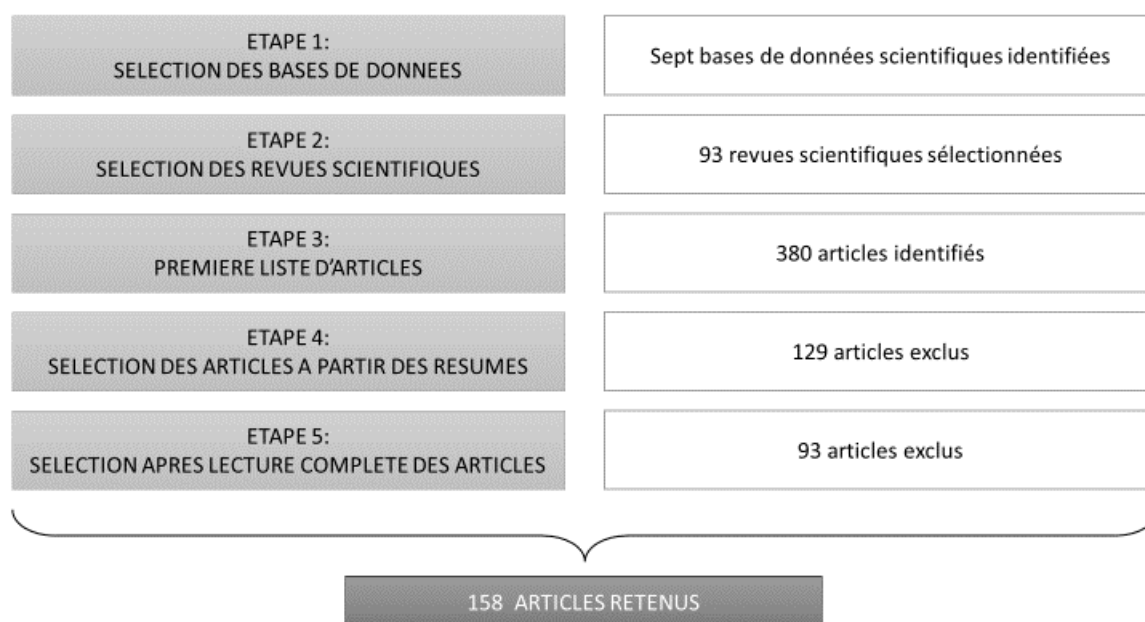 ETAPE 1:
SELECTION DES BASES DE DONNEES
Sept bases de données scientifiques identifiées
ETAPE 2:
SELECTION DES REVUES SCIENTIFIQUES
93 revues scientifiques sélectionnées
ETAPE 3:
PREMIERE LISTE D'ARTICLES
380 articles identifiés
ETAPE 4:
SELECTION DES ARTICLES A PARTIR DES RESUMES
129 articles exclus
ETAPE 5:
SELECTION APRES LECTURE COMPLETE DES ARTICLES
93 articles exclus
158 ARTICLES RETENUS